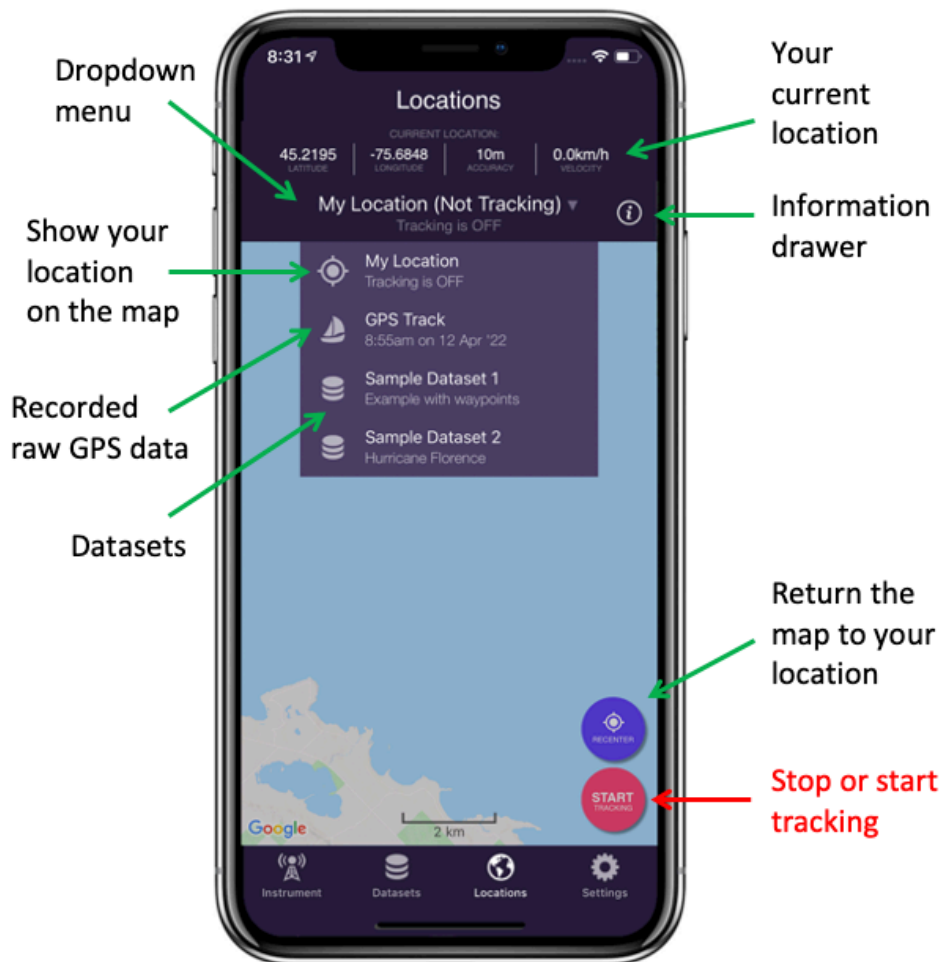 Dropdown
menu
Your
current
location
8:31
Locations
CURRENT LOCATION:
45.2195 -75.6848 10m 0.0km/h
LATITUDE LONGITUDE ACCURACY VELOCITY
My Location (Not Tracking)
Tracking is OFF
Information
drawer
Show your
location
on the map
My Location
Tracking is OFF
GPS Track
8:55am on 12 Apr '22
Sample Dataset 1
Example with waypoints
Sample Dataset 2
Hurricane Florence
Recorded
raw GPS data
Datasets
Return the
map to your
location
RECENTER
START
TRACKING
Stop or start
tracking
Google
2 km
Instrument Datasets Locations Settings